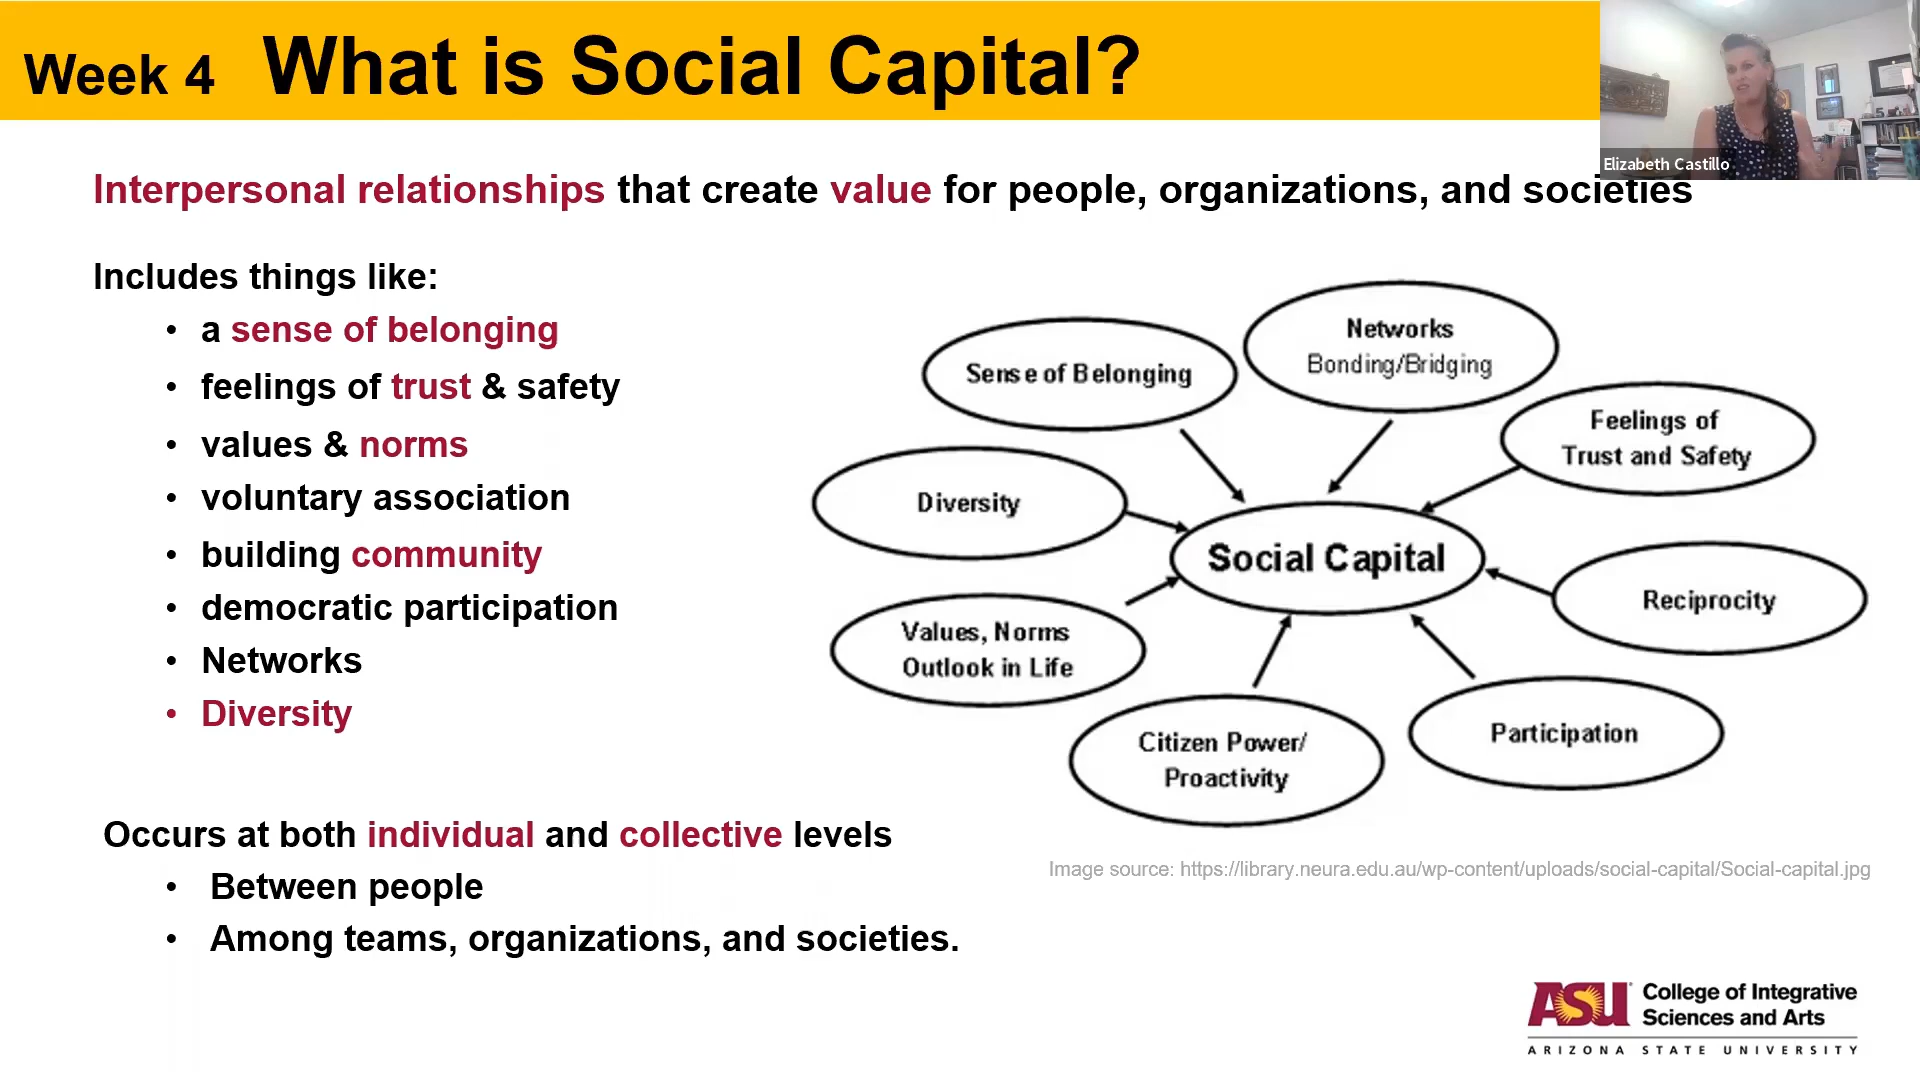 Week 4 What is Social Capital?
Elizabeth Castillo
Interpersonal relationships that create value for people, organizations, and societies
Includes things like:
• a sense of belonging
• feelings of trust & safety
• values & norms
• voluntary association
• building community
• democratic participation
• Networks
• Diversity
Occurs at both individual and collective levels
• Between people
• Among teams, organizations, and societies.
Networks
Bonding/Bridging
Sense of Belonging
Feelings of
Trust and Safety
Diversity
Social Capital
Reciprocity
Values, Norms
Outlook in Life
Citizen Power/
Proactivity
Participation
Image source: https://library.neura.edu.au/wp-content/uploads/social-capital/Social-capital.jpg
ASU College of Integrative
Sciences and Arts
ARIZONA STATE UNIVERSITY